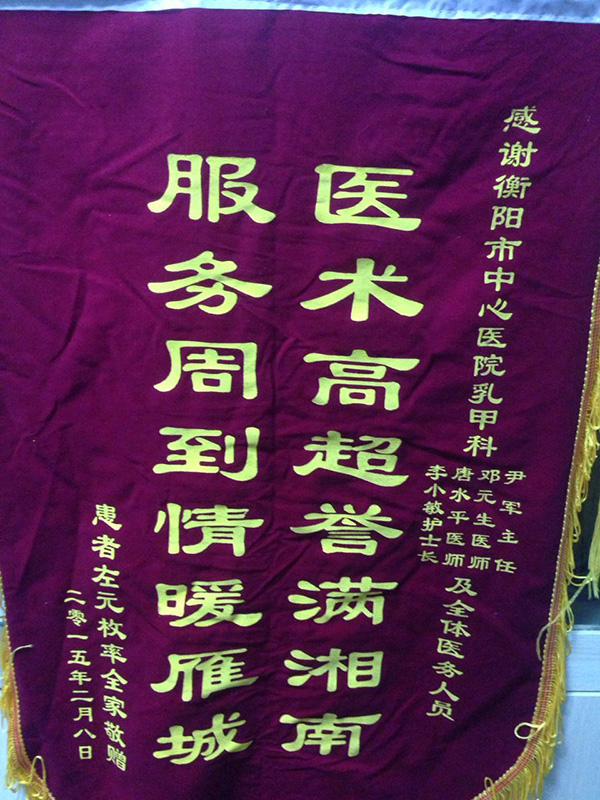 感谢衡阳市中心医院乳甲科
尹军主任
邓元生医师
唐水平医师
李小敏护士长
及全体医务人员
医术高超誉满湘南
服务周到情暖雁城
患者左元枚率全家敬赠
二零一五年二月八日